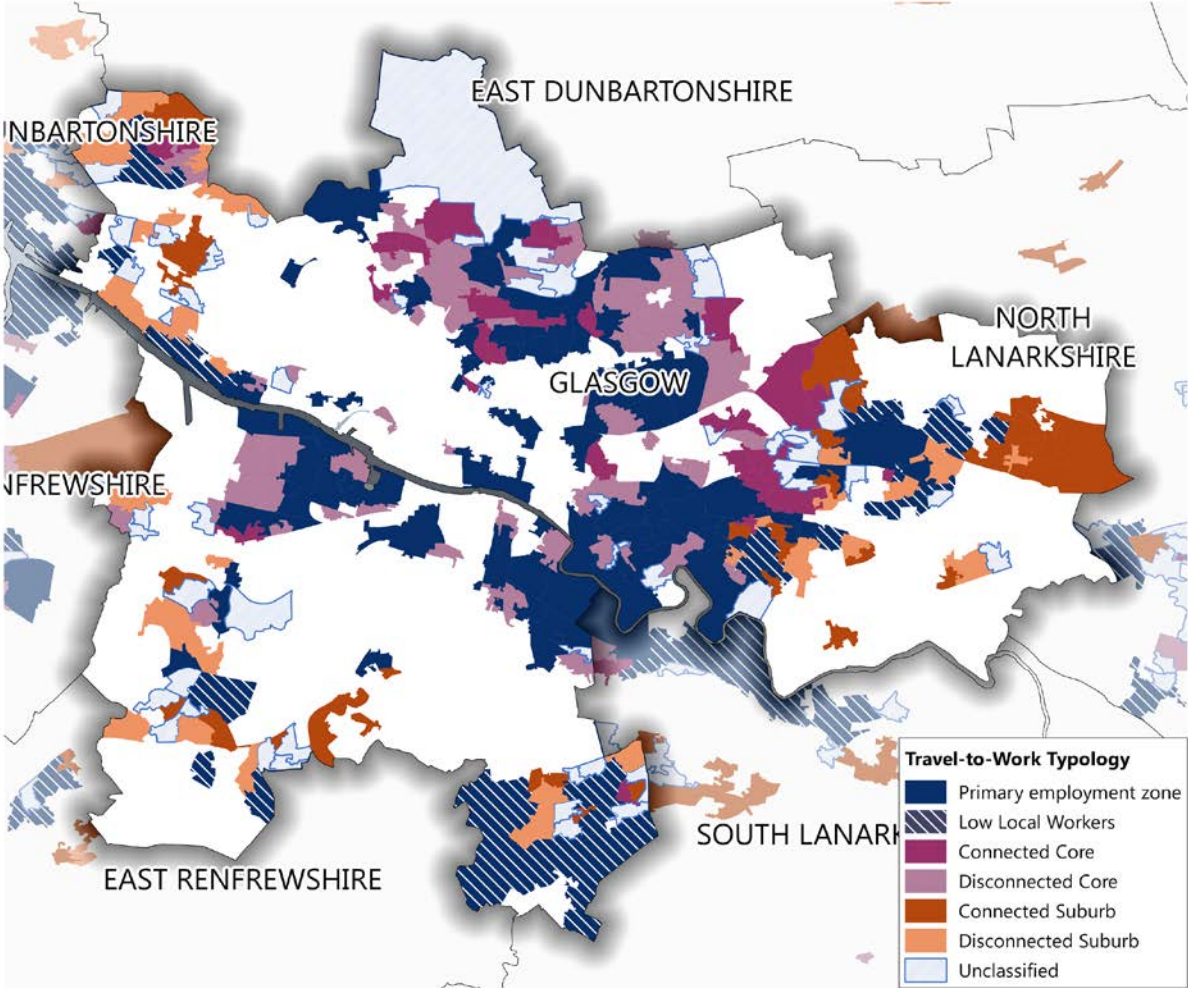 EAST DUNBARTONSHIRE
NBARTONSHIRE
NORTH
LANARKSHIRE
GLASGOW
NFREWSHIRE
SOUTH LANARK
EAST RENFREWSHIRE
Travel-to-Work Typology
Primary employment zone
Low Local Workers
Connected Core
Disconnected Core
Connected Suburb
Disconnected Suburb
Unclassified